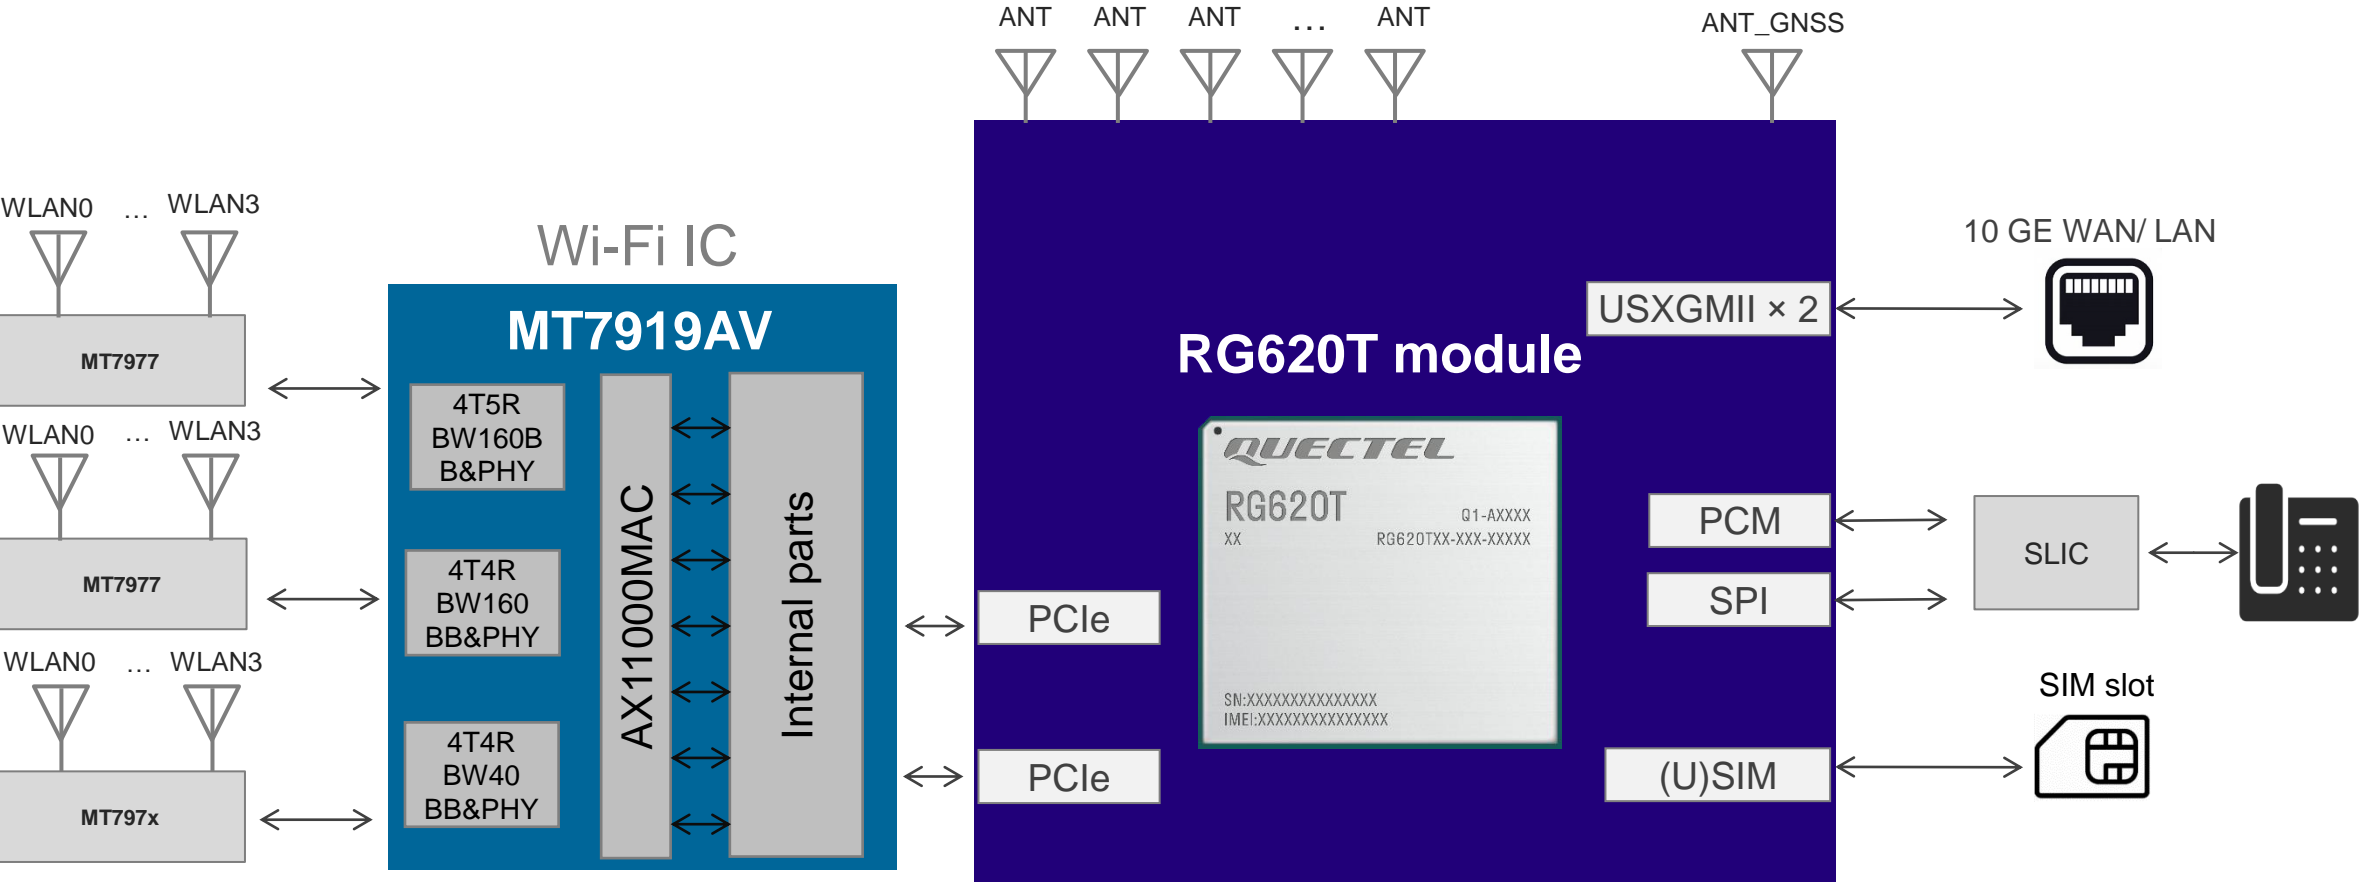 ANT ANT ANT ... ANT ANT_GNSS
WLAN0 ... WLAN3
MT7977
WLAN0 ... WLAN3
MT7977
WLAN0 ... WLAN3
MT797x
Wi-Fi IC
MT7919AV
4T5R
BW160B
B&PHY
4T4R
BW160
BB&PHY
4T4R
BW40
BB&PHY
AX11000MAC
Internal parts
RG620T module
PCIe
PCIe
QUECTEL
RG620T
Q1-AXXXX
XX RG620TXX-XXX-XXXXX
SN:XXXXXXXXXXXXXXX
IMEI:XXXXXXXXXXXXXXX
USXGMII × 2
PCM
SPI
(U)SIM
10 GE WAN/ LAN
SLIC
SIM slot